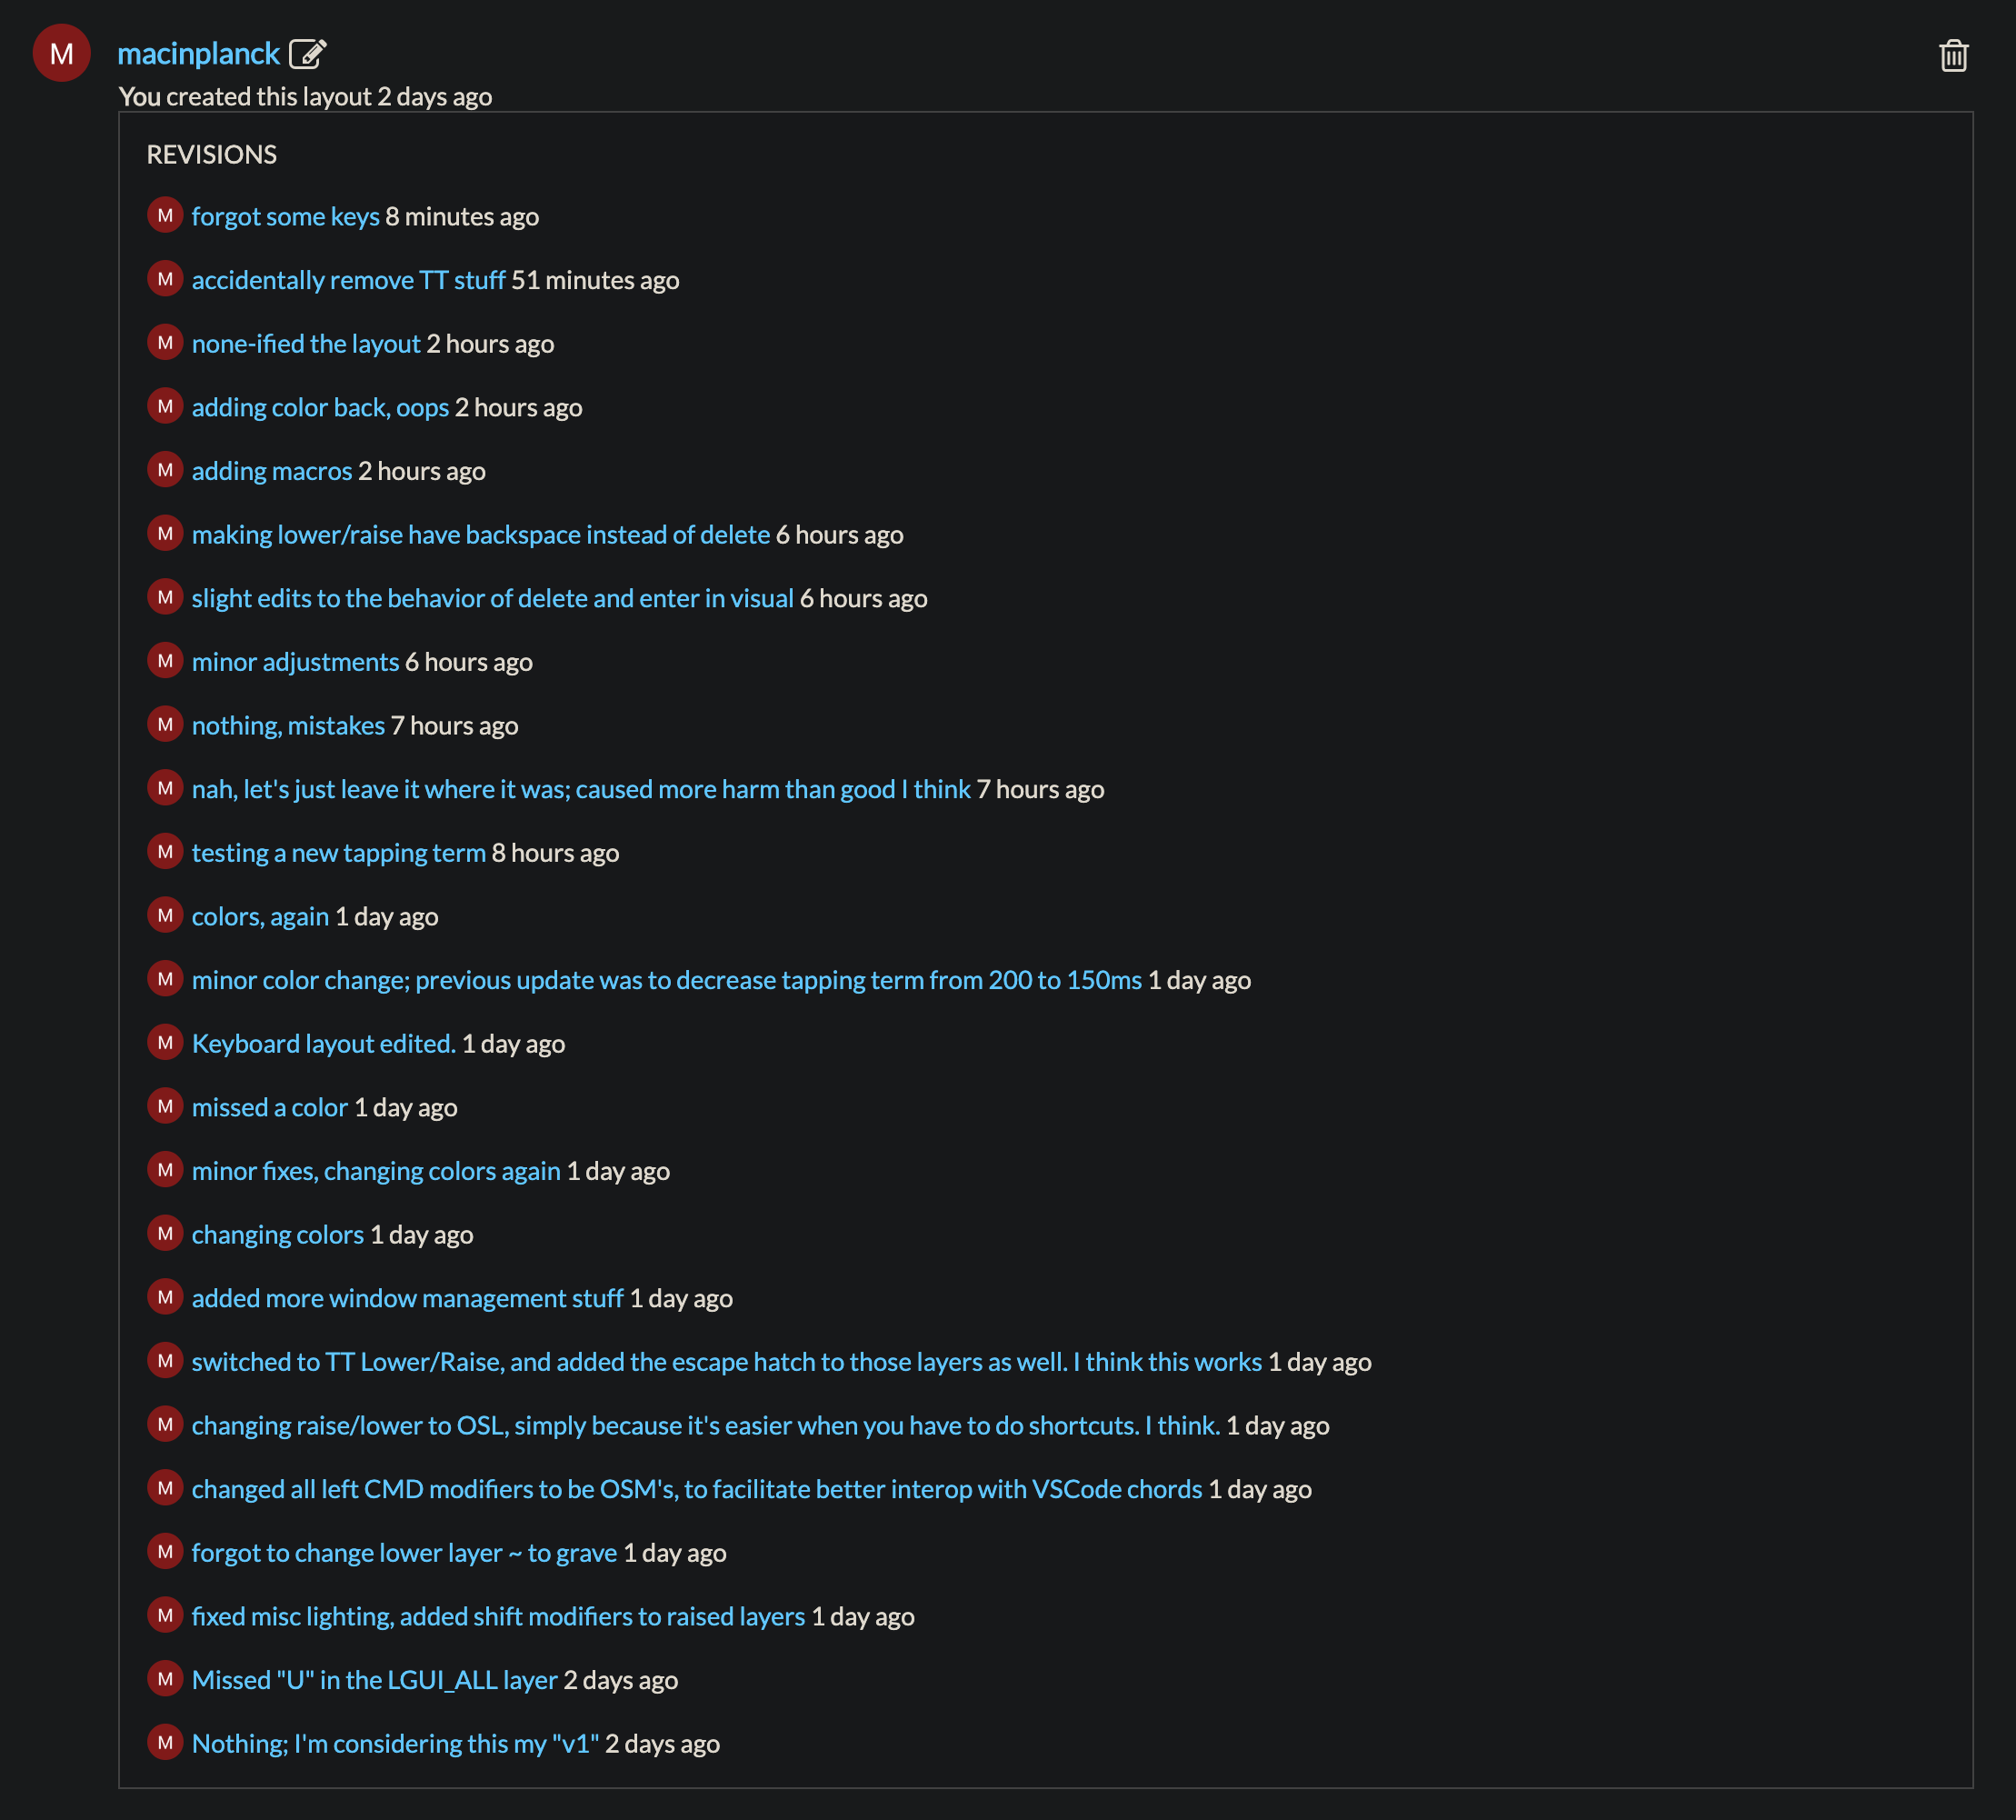 M macinplanck
You created this layout 2 days ago
REVISIONS
M forgot some keys 8 minutes ago
M accidentally remove TT stuff 51 minutes ago
M none-ified the layout 2 hours ago
M adding color back, oops 2 hours ago
M adding macros 2 hours ago
M making lower/raise have backspace instead of delete 6 hours ago
M slight edits to the behavior of delete and enter in visual 6 hours ago
M minor adjustments 6 hours ago
M nothing, mistakes 7 hours ago
M nah, let's just leave it where it was; caused more harm than good I think 7 hours ago
M testing a new tapping term 8 hours ago
M colors, again 1 day ago
M minor color change; previous update was to decrease tapping term from 200 to 150ms 1 day ago
M Keyboard layout edited. 1 day ago
M missed a color 1 day ago
M minor fixes, changing colors again 1 day ago
M changing colors 1 day ago
M added more window management stuff 1 day ago
M switched to TT Lower/Raise, and added the escape hatch to those layers as well. I think this works 1 day ago
M changing raise/lower to OSL, simply because it's easier when you have to do shortcuts. I think. 1 day ago
M changed all left CMD modifiers to be OSM's, to facilitate better interop with VSCode chords 1 day ago
M forgot to change lower layer ~ to grave 1 day ago
M fixed misc lighting, added shift modifiers to raised layers 1 day ago
M Missed "U" in the LGUI_ALL layer 2 days ago
M Nothing; I'm considering this my "v1" 2 days ago